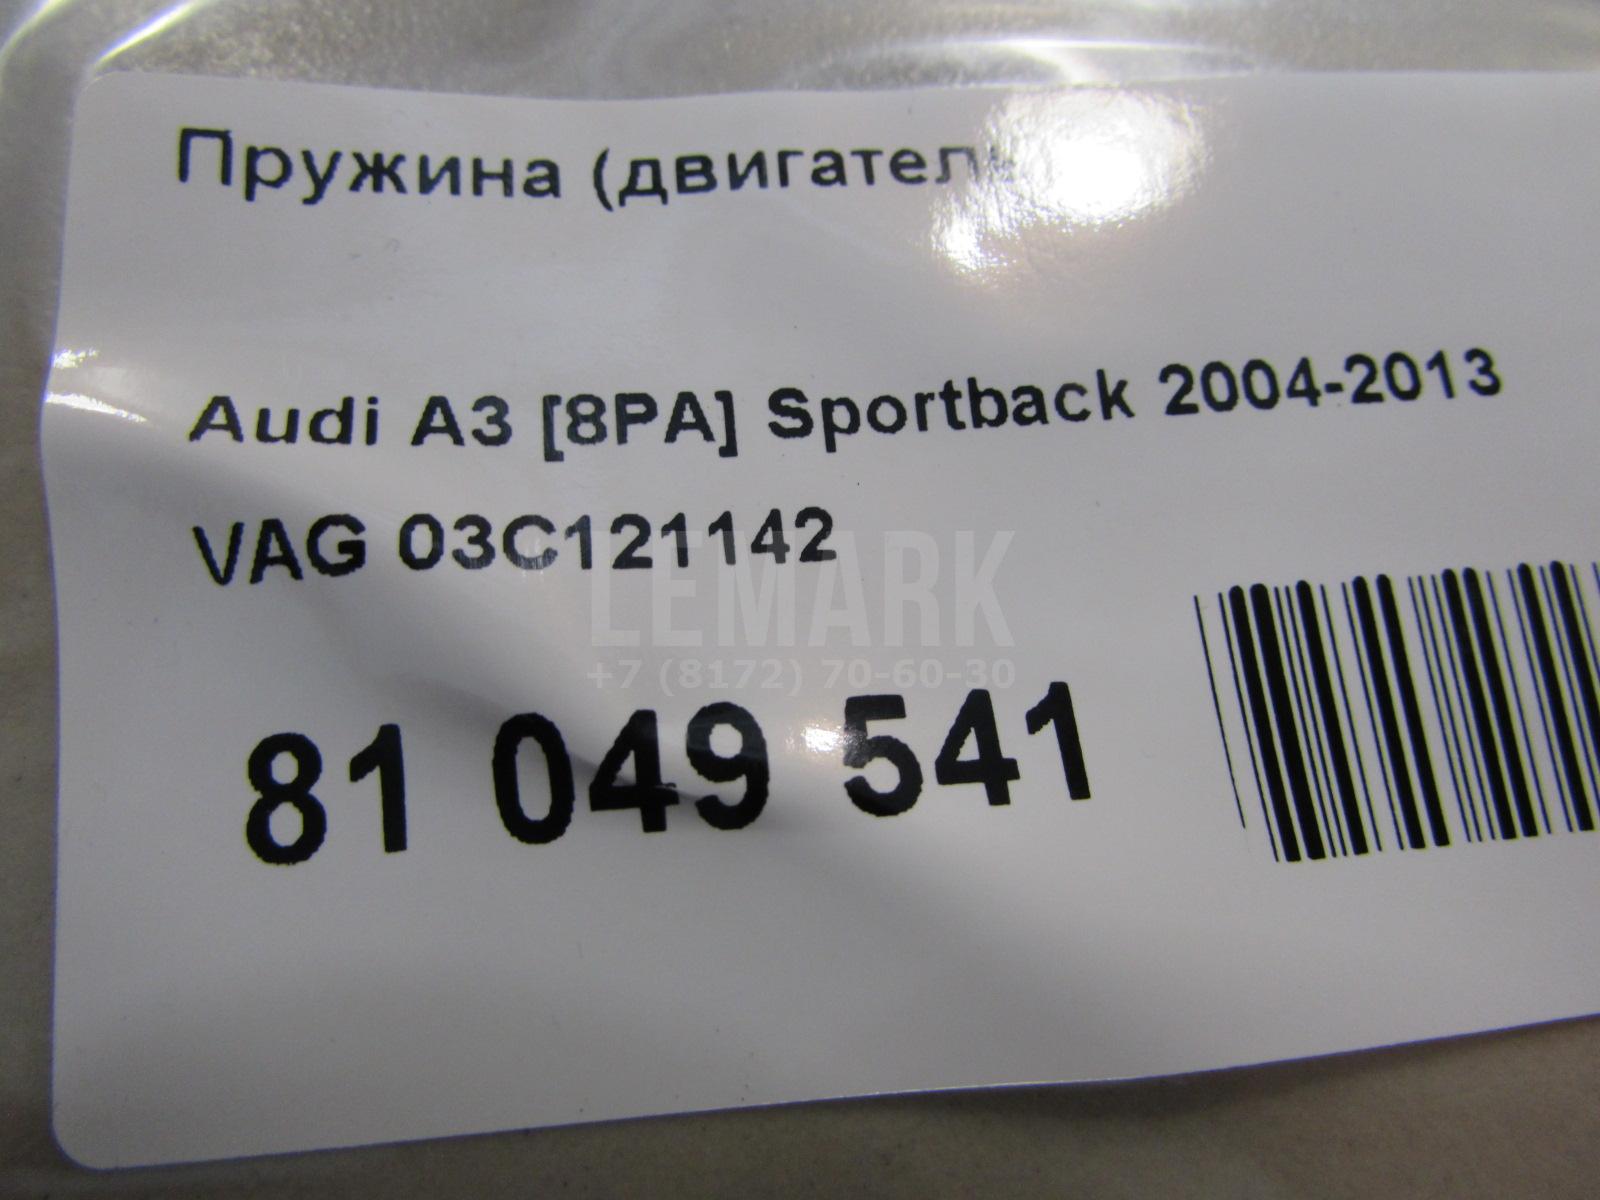 Пружина (двигатель
Audi A3 [8PA] Sportback 2004-2013
VAG 03C121142
LEMARK
+7 (8172) 70-60-30
81 049 541